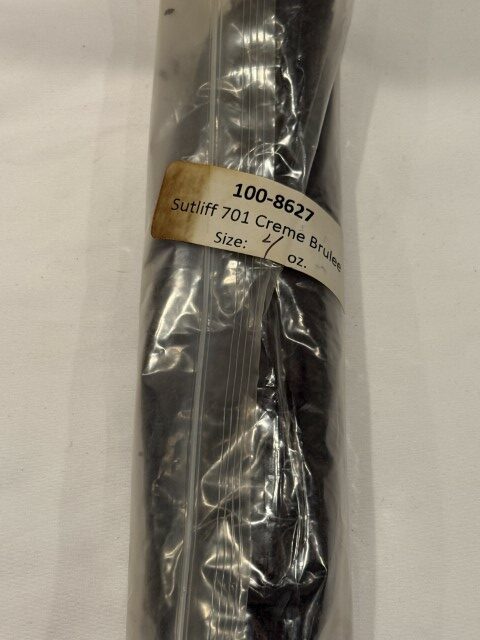 100-8627
Sutliff 701 Creme Brulee
Size: 4 oz.